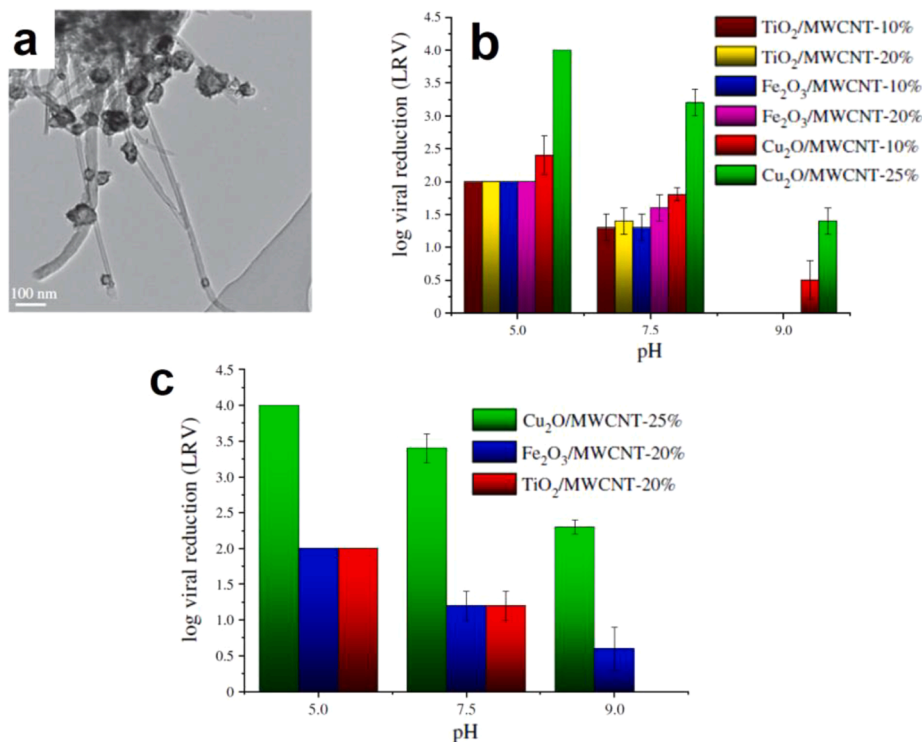 a
100 nm
b
log viral reduction (LRV)
4.5
4.0
3.5
3.0
2.5
2.0
1.5
1.0
0.5
0
5.0
7.5
9.0
pH
TiO₂/MWCNT-10%
TiO₂/MWCNT-20%
Fe₂O₃/MWCNT-10%
Fe₂O₃/MWCNT-20%
Cu₂O/MWCNT-10%
Cu₂O/MWCNT-25%
c
log viral reduction (LRV)
4.5
4.0
3.5
3.0
2.5
2.0
1.5
1.0
0.5
0
5.0
7.5
9.0
pH
Cu₂O/MWCNT-25%
Fe₂O₃/MWCNT-20%
TiO₂/MWCNT-20%